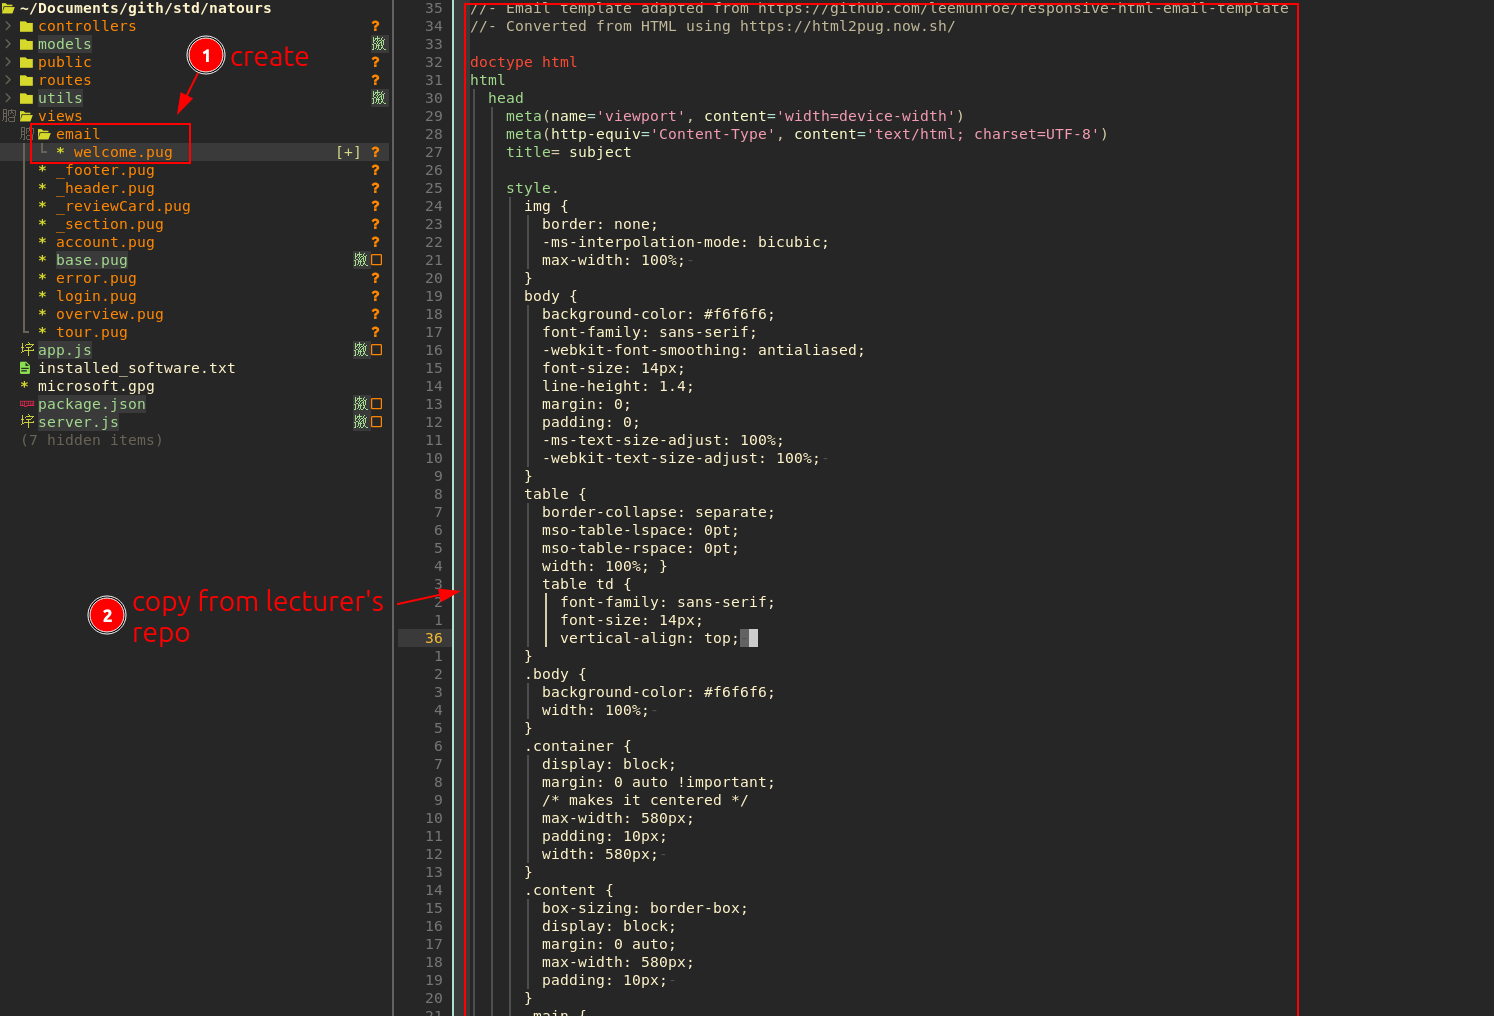 ~/Documents/gith/std/natours
controllers ?
models
public ?
routes ?
utils
views
email
* welcome.pug [+] ?
* _footer.pug ?
* _header.pug ?
* _reviewCard.pug ?
* _section.pug ?
* account.pug ?
* base.pug
* error.pug ?
* login.pug ?
* overview.pug ?
* tour.pug ?
app.js
installed_software.txt
* microsoft.gpg
package.json
server.js
(7 hidden items)
1 create
2 copy from lecturer's
repo
35 //- Email template adapted from https://github.com/leemunroe/responsive-html-email-template
34 //- Converted from HTML using https://html2pug.now.sh/
33
32 doctype html
31 html
30 head
29 meta(name='viewport', content='width=device-width')
28 meta(http-equiv='Content-Type', content='text/html; charset=UTF-8')
27 title= subject
26
25 style.
24 img {
23 border: none;
22 -ms-interpolation-mode: bicubic;
21 max-width: 100%;-
20 }
19 body {
18 background-color: #f6f6f6;
17 font-family: sans-serif;
16 -webkit-font-smoothing: antialiased;
15 font-size: 14px;
14 line-height: 1.4;
13 margin: 0;
12 padding: 0;
11 -ms-text-size-adjust: 100%;
10 -webkit-text-size-adjust: 100%;-
9 }
8 table {
7 border-collapse: separate;
6 mso-table-lspace: 0pt;
5 mso-table-rspace: 0pt;
4 width: 100%; }
3 table td {
2 font-family: sans-serif;
1 font-size: 14px;
36 vertical-align: top;-
1 }
2 .body {
3 background-color: #f6f6f6;
4 width: 100%;-
5 }
6 .container {
7 display: block;
8 margin: 0 auto !important;
9 /* makes it centered */
10 max-width: 580px;
11 padding: 10px;
12 width: 580px;-
13 }
14 .content {
15 box-sizing: border-box;
16 display: block;
17 margin: 0 auto;
18 max-width: 580px;
19 padding: 10px;-
20 }
21 .main {